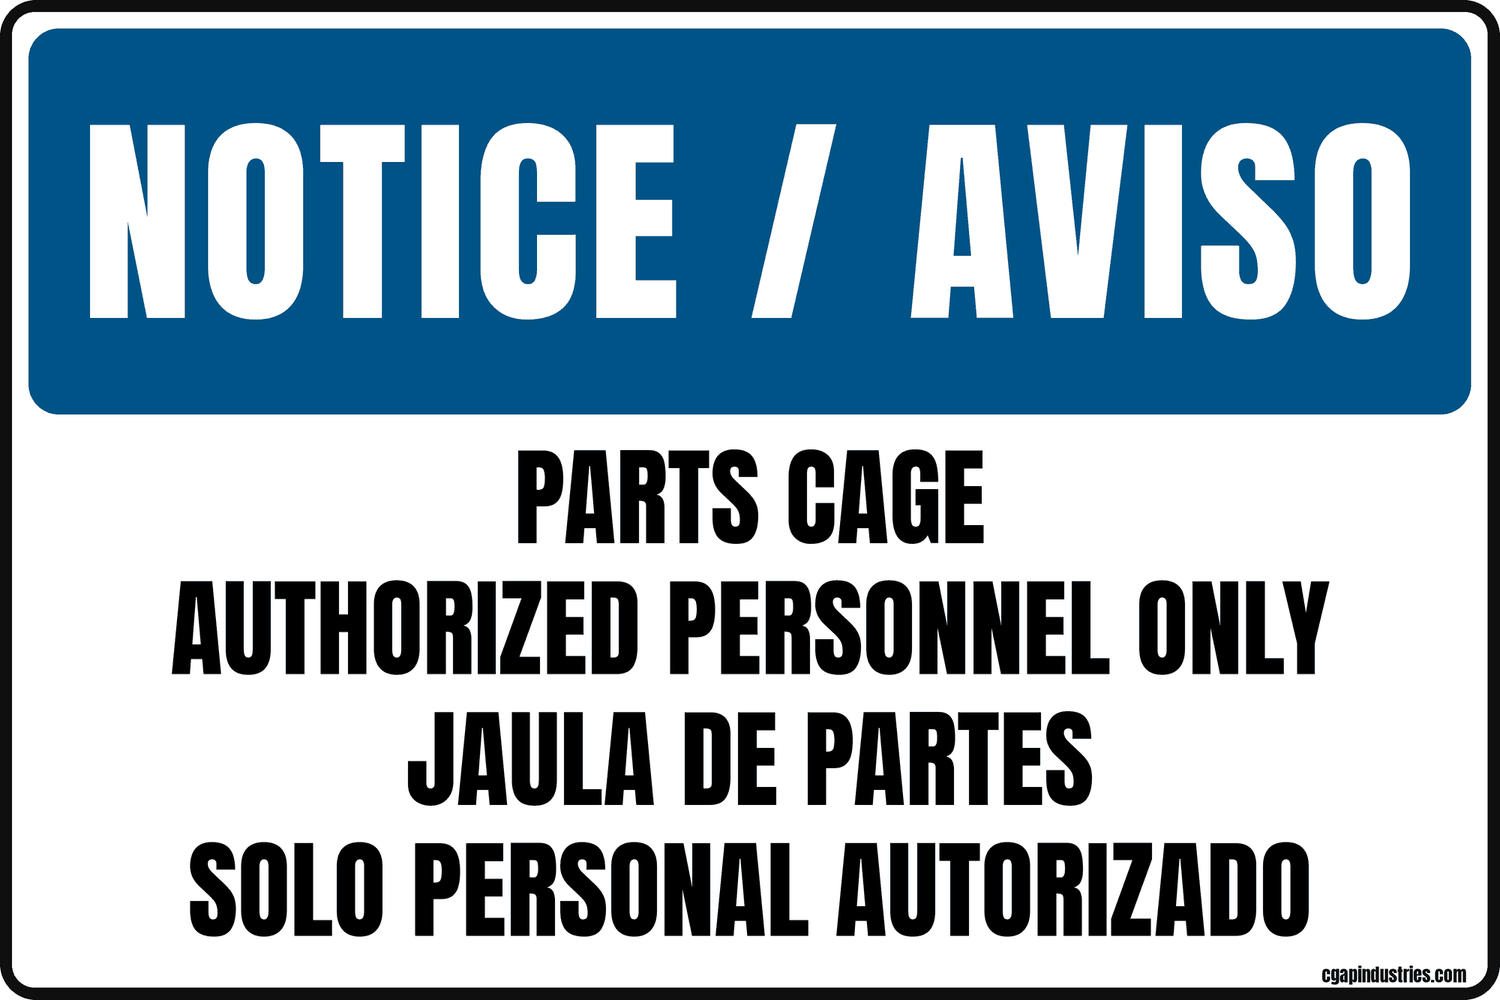 NOTICE / AVISO
PARTS CAGE
AUTHORIZED PERSONNEL ONLY
JAULA DE PARTES
SOLO PERSONAL AUTORIZADO
cgapindustries.com